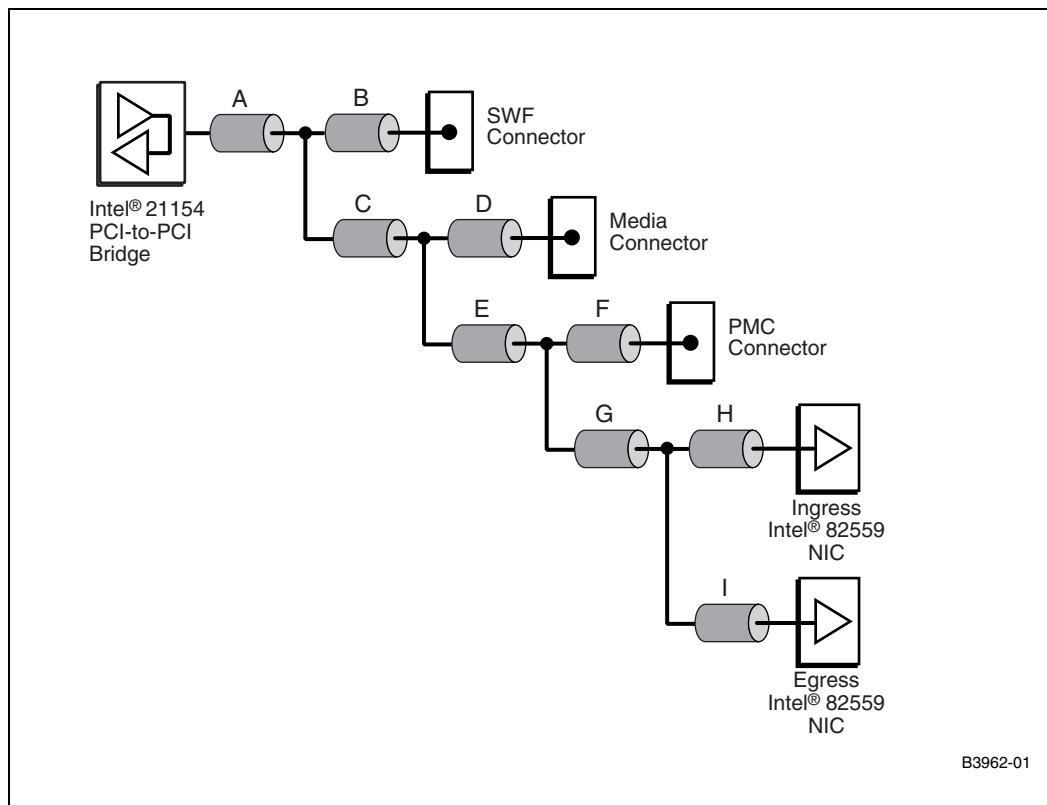 A
B
SWF
Connector
Intel® 21154
PCI-to-PCI
Bridge
C
D
Media
Connector
E
F
PMC
Connector
G
H
Ingress
Intel® 82559
NIC
I
Egress
Intel® 82559
NIC
B3962-01